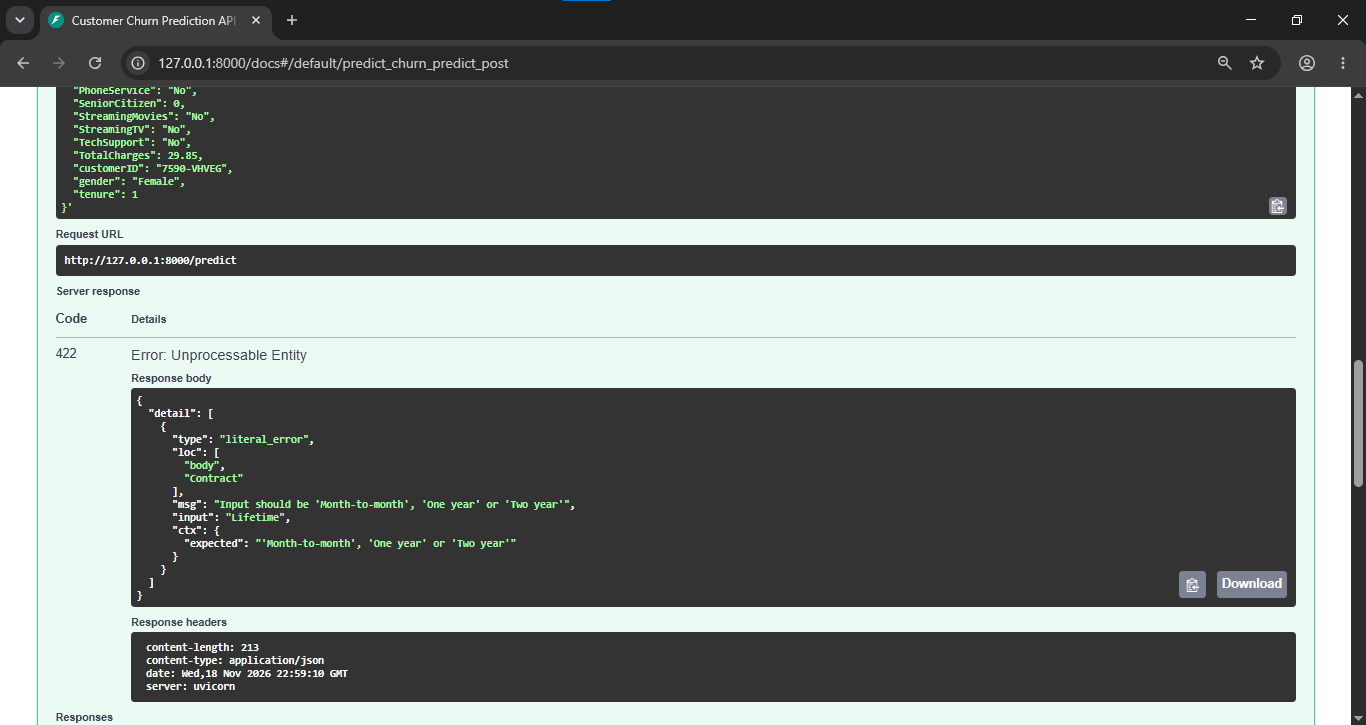 Customer Churn Prediction API
127.0.0.1:8000/docs#/default/predict_churn_predict_post
"PhoneService": "No",
"SeniorCitizen": 0,
"StreamingMovies": "No",
"StreamingTV": "No",
"TechSupport": "No",
"TotalCharges": 29.85,
"customerID": "7590-VHVEG",
"gender": "Female",
"tenure": 1
}'
Request URL
http://127.0.0.1:8000/predict
Server response
Code Details
422 Error: Unprocessable Entity
Response body
{
"detail": [
{
"type": "literal_error",
"loc": [
"body",
"Contract"
],
"msg": "Input should be 'Month-to-month', 'One year' or 'Two year'",
"input": "Lifetime",
"ctx": {
"expected": "'Month-to-month', 'One year' or 'Two year'"
}
}
]
}
Download
Response headers
content-length: 213
content-type: application/json
date: Wed,18 Nov 2026 22:59:10 GMT
server: uvicorn
Responses